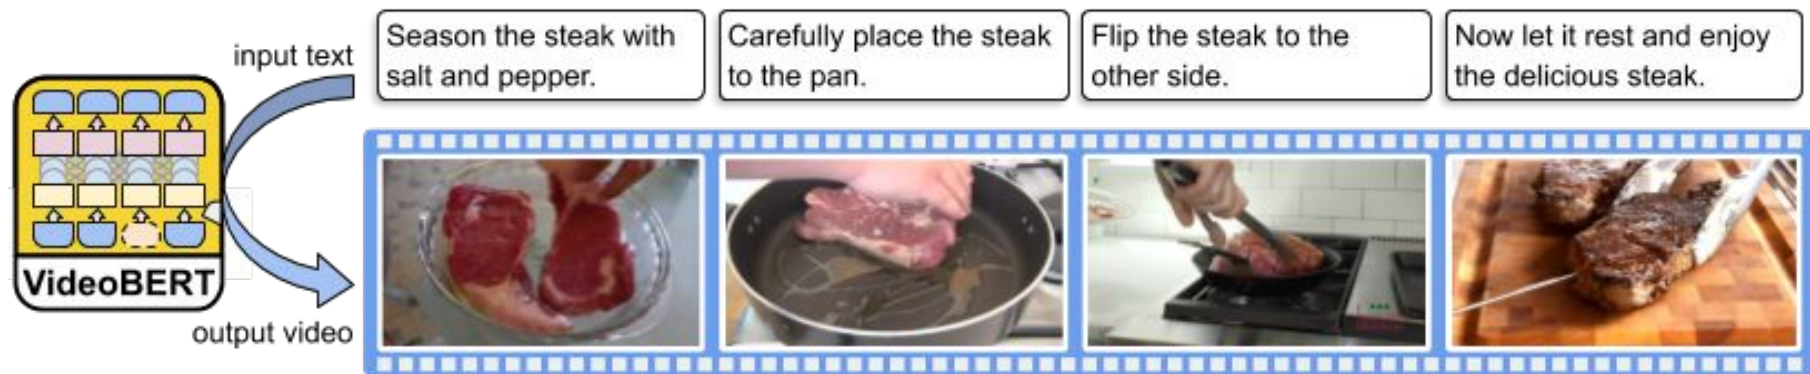 input text
Season the steak with
salt and pepper.
Carefully place the steak
to the pan.
Flip the steak to the
other side.
Now let it rest and enjoy
the delicious steak.
VideoBERT
output video